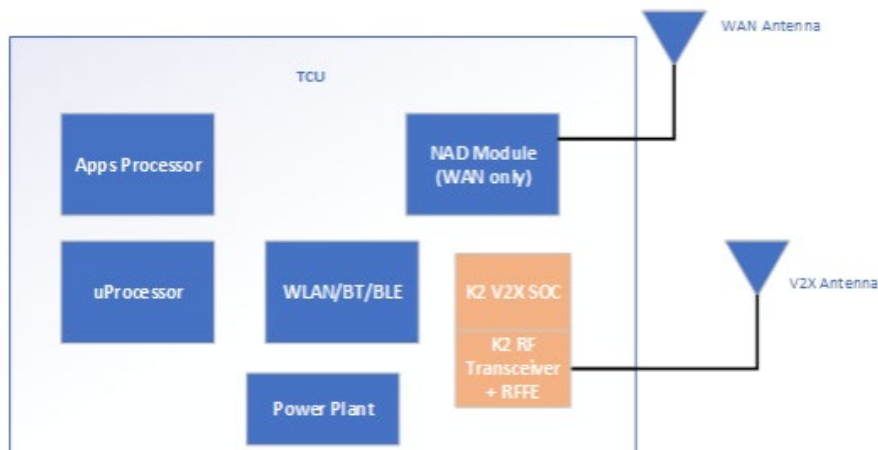 WAN Antenna
TCU
Apps Processor
NAD Module
(WAN only)
uProcessor
WLAN/BT/BLE
K2 V2X SOC
V2X Antenna
K2 RF
Transceiver
+ RFFE
Power Plant